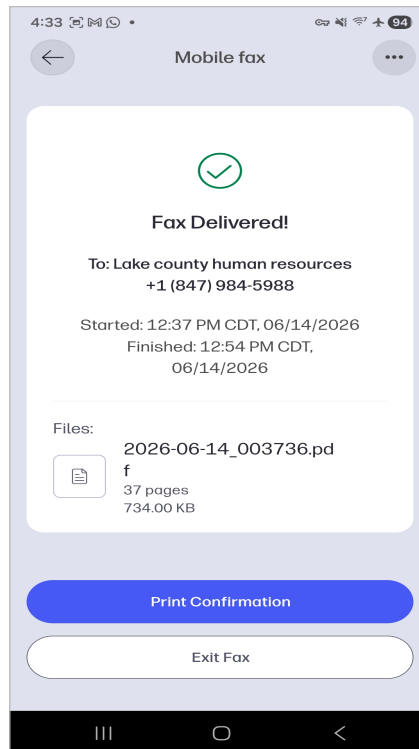 4:33
94
Mobile fax
Fax Delivered!
To: Lake county human resources
+1 (847) 984-5988
Started: 12:37 PM CDT, 06/14/2026
Finished: 12:54 PM CDT,
06/14/2026
Files:
2026-06-14_003736.pd
f
37 pages
734.00 KB
Print Confirmation
Exit Fax